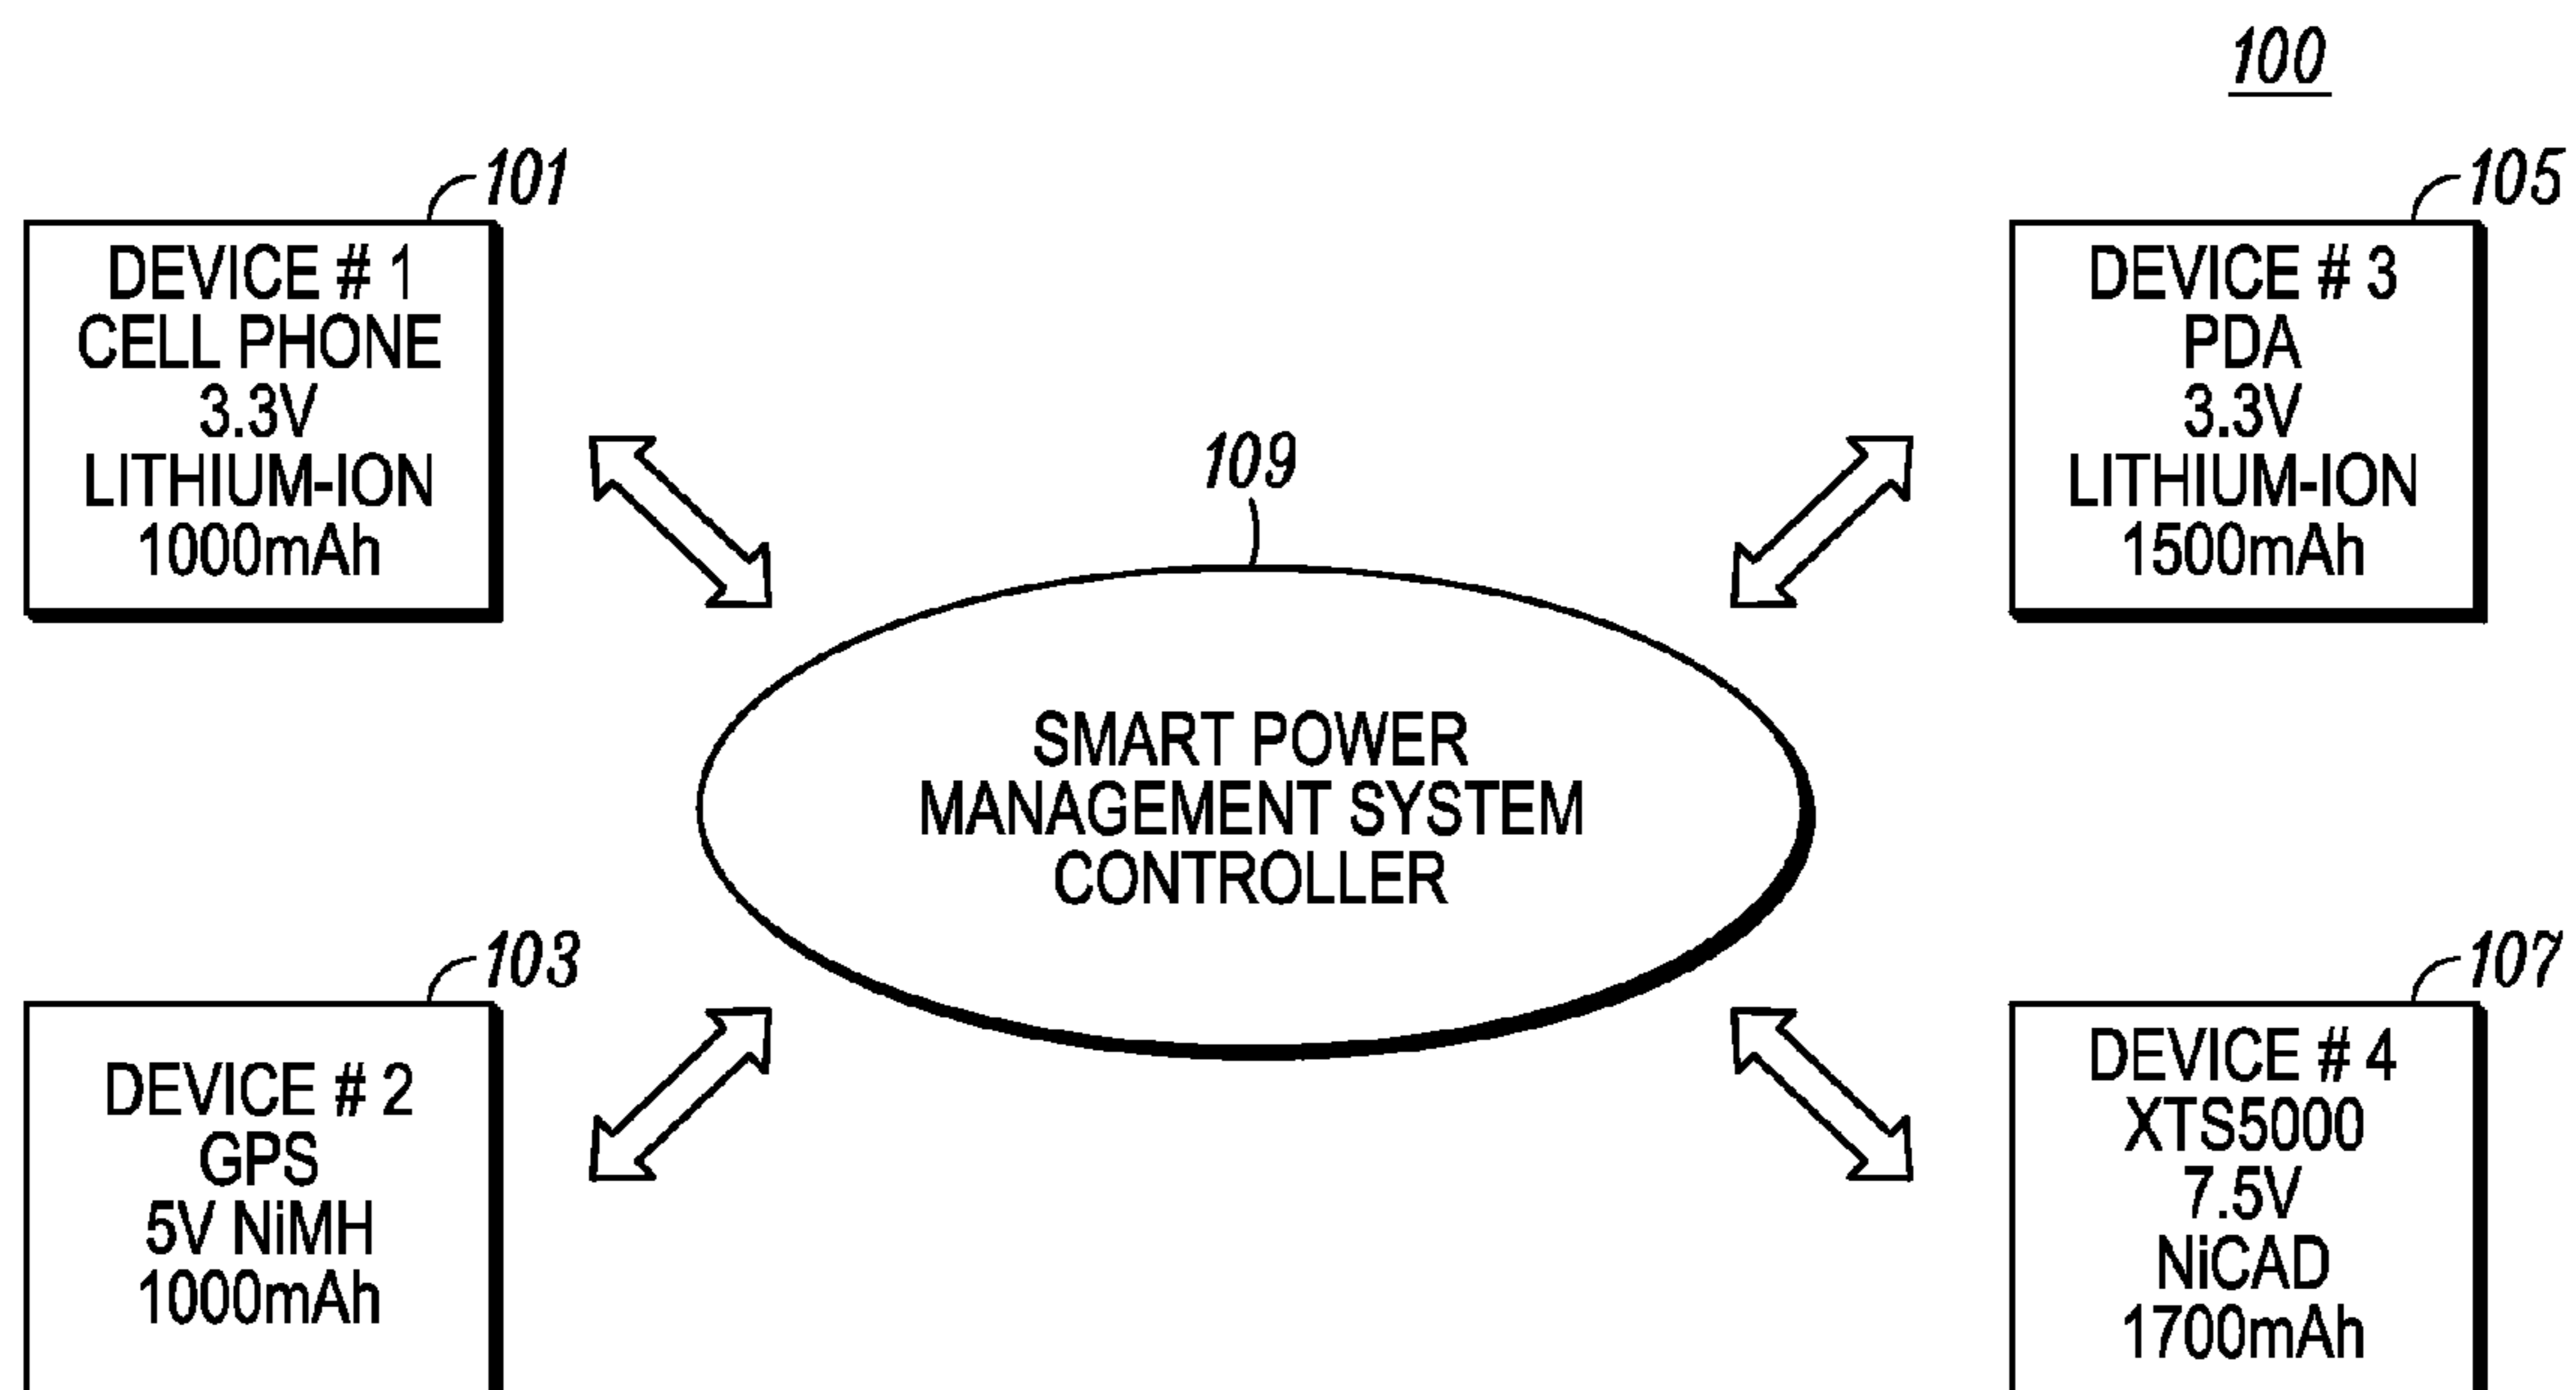 100
101
DEVICE # 1
CELL PHONE
3.3V
LITHIUM-ION
1000mAh
105
DEVICE # 3
PDA
3.3V
LITHIUM-ION
1500mAh
109
SMART POWER
MANAGEMENT SYSTEM
CONTROLLER
103
DEVICE # 2
GPS
5V NiMH
1000mAh
107
DEVICE # 4
XTS5000
7.5V
NiCAD
1700mAh